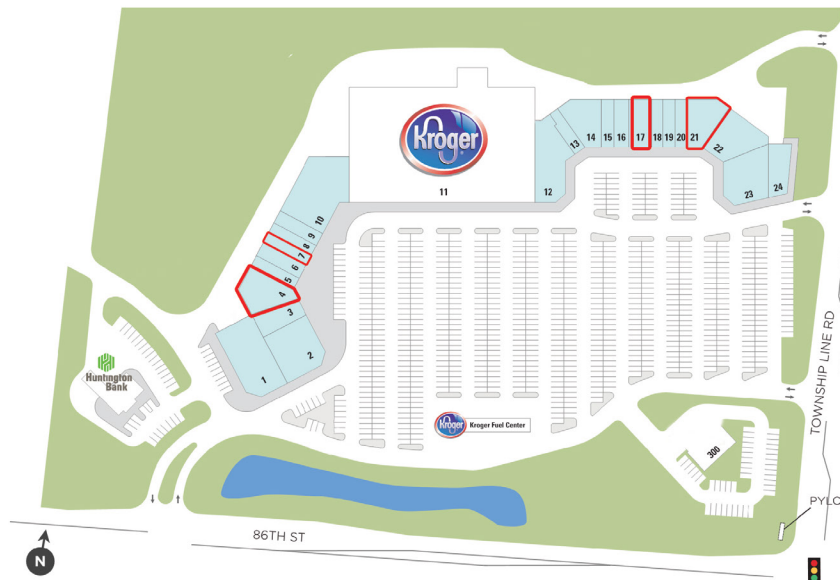 Kroger
11
12
13
14
15
16
17
18
19
20
21
22
23
24
10
9
8
7
6
5
4
3
2
1
Huntington
Bank
Kroger
Kroger Fuel Center
300
TOWNSHIP LINE RD
PYLO
86TH ST
N